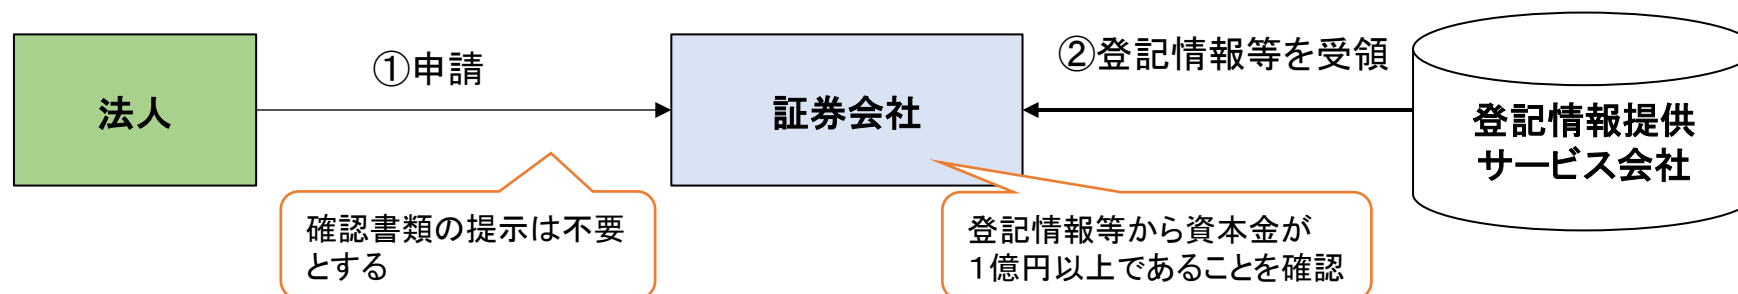 法人
①申請
確認書類の提示は不要
とする
証券会社
②登記情報等を受領
登記情報等から資本金が
１億円以上であることを確認
登記情報提供
サービス会社